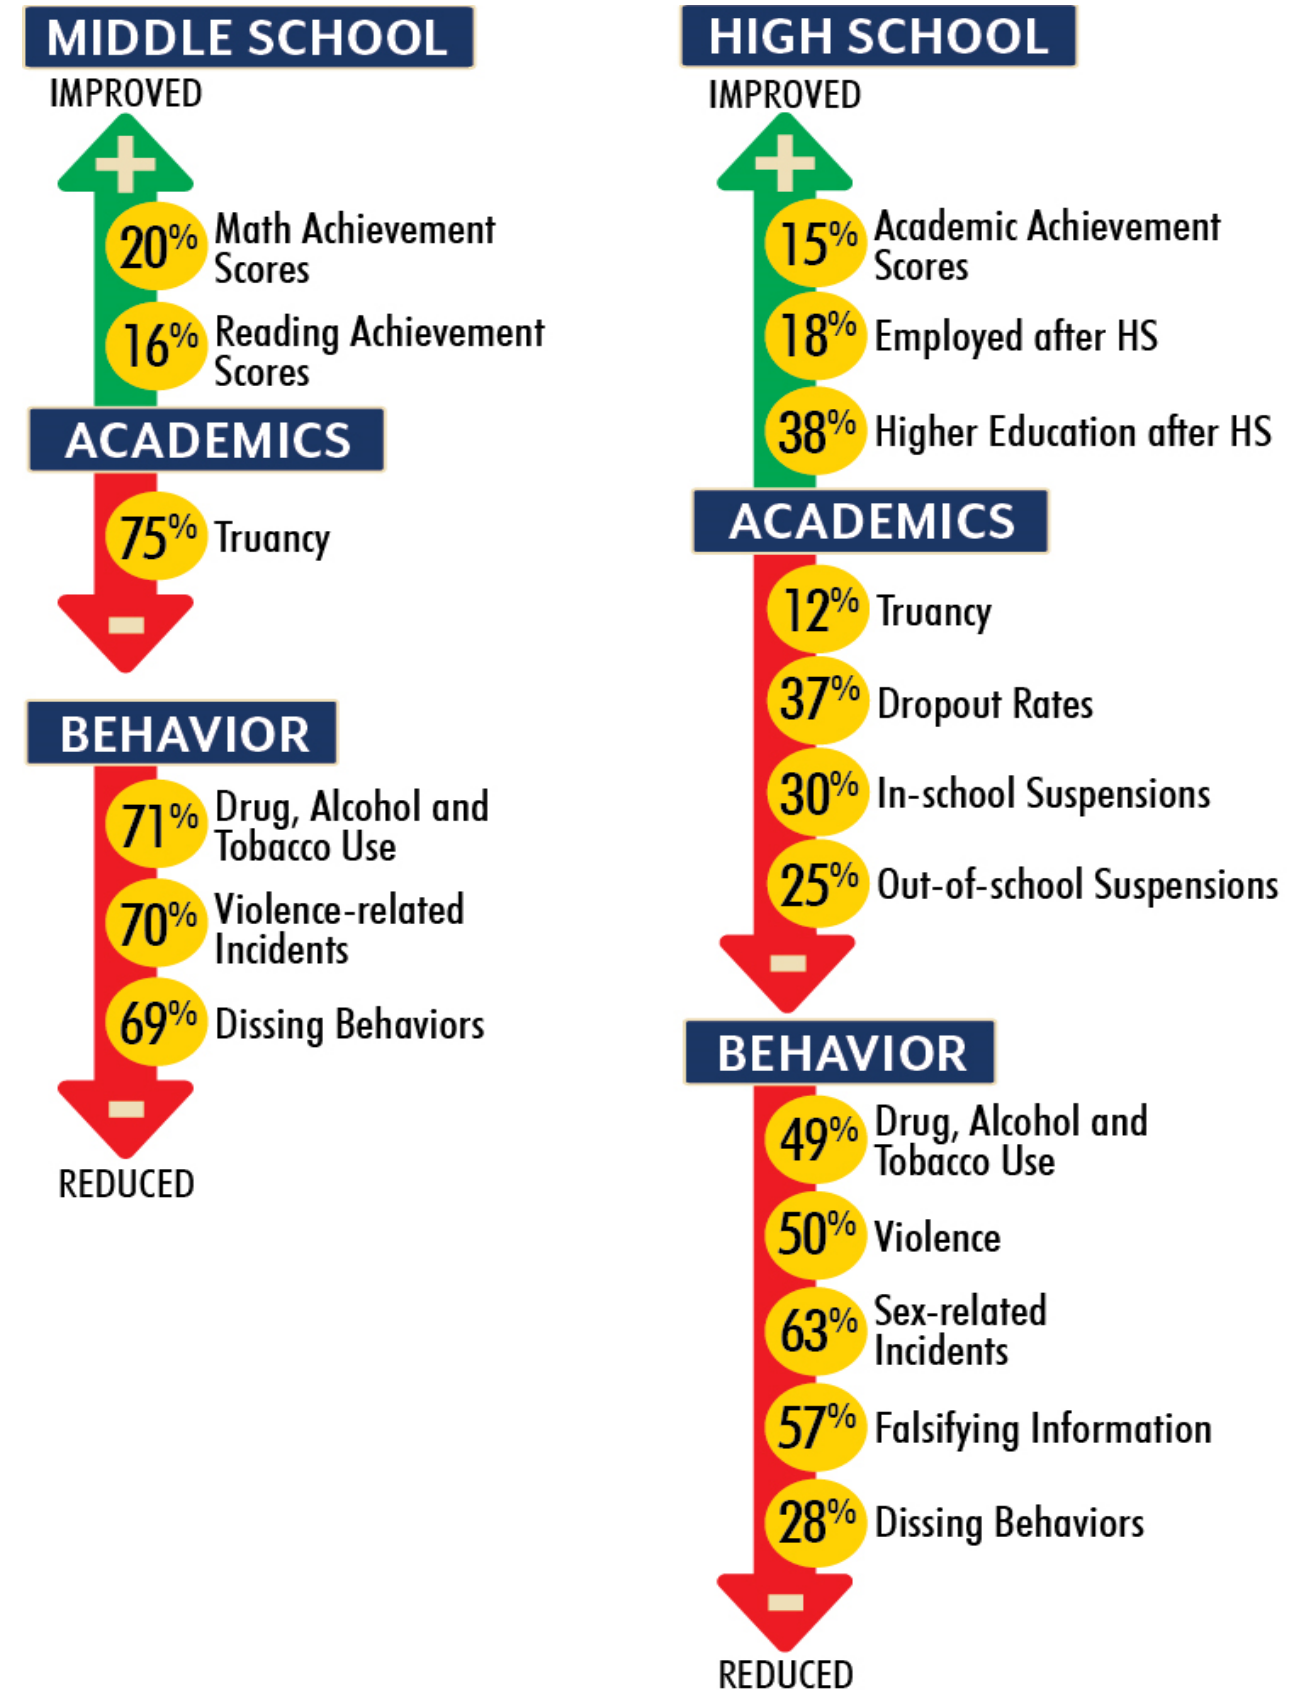 MIDDLE SCHOOL
IMPROVED
20% Math Achievement
Scores
16% Reading Achievement
Scores
ACADEMICS
75% Truancy
BEHAVIOR
71% Drug, Alcohol and
Tobacco Use
70% Violence-related
Incidents
69% Dissing Behaviors
REDUCED
HIGH SCHOOL
IMPROVED
15% Academic Achievement
Scores
18% Employed after HS
38% Higher Education after HS
ACADEMICS
12% Truancy
37% Dropout Rates
30% In-school Suspensions
25% Out-of-school Suspensions
BEHAVIOR
49% Drug, Alcohol and
Tobacco Use
50% Violence
63% Sex-related
Incidents
57% Falsifying Information
28% Dissing Behaviors
REDUCED